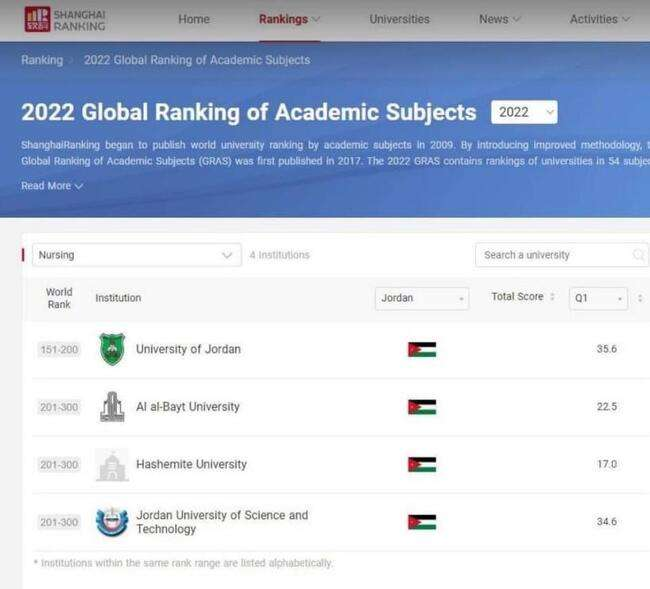 SHANGHAI
RANKING
Home
Rankings
Universities
News
Activities
Ranking
2022 Global Ranking of Academic Subjects
2022 Global Ranking of Academic Subjects
2022
ShanghaiRanking began to publish world university ranking by academic subjects in 2009. By introducing improved methodology,
Global Ranking of Academic Subjects (GRAS) was first published in 2017. The 2022 GRAS contains rankings of universities in 54
Read More
Nursing
4 Institutions
Search a university
World
Rank
Institution
Jordan
Total Score
Q1
151-200
University of Jordan
35.6
201-300
Al al-Bayt University
22.5
201-300
Hashemite University
17.0
201-300
Jordan University of Science and
Technology
34.6
* Institutions within the same rank range are listed alphabetically.